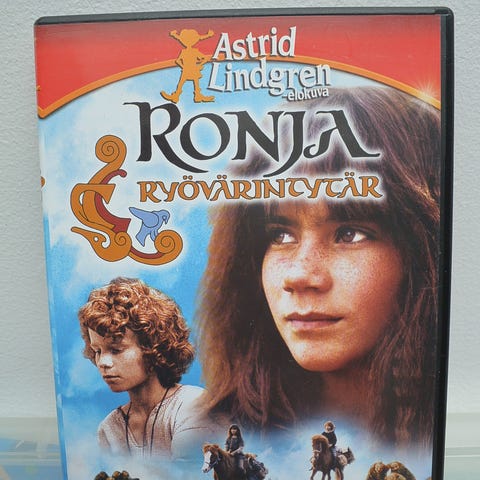 Astrid
Lindgren
-elokuva
RONJA
RYÖVÄRINTYTÄR